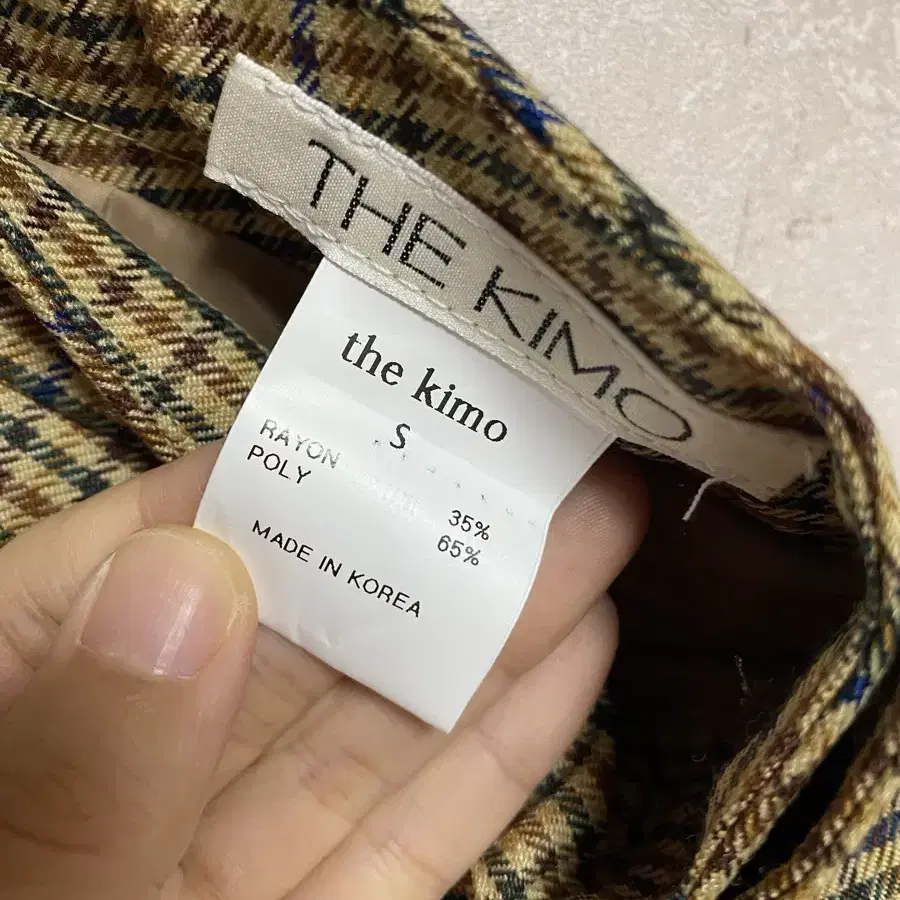 THE KIMO
the kimo
S
RAYON 35%
POLY 65%
MADE IN KOREA